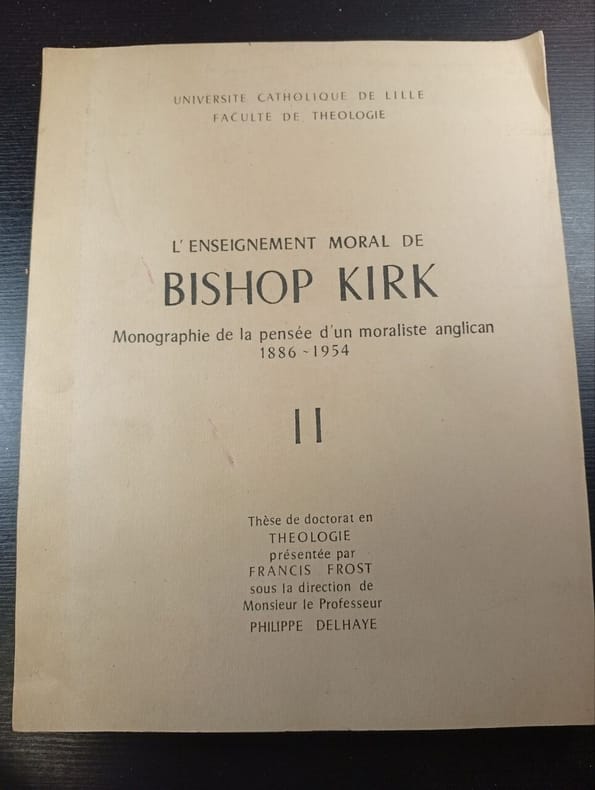 UNIVERSITE CATHOLIQUE DE LILLE
FACULTE DE THEOLOGIE
L'ENSEIGNEMENT MORAL DE
BISHOP KIRK
Monographie de la pensée d'un moraliste anglican
1886 ~ 1954
II
Thèse de doctorat en
THEOLOGIE
présentée par
FRANCIS FROST
sous la direction de
Monsieur le Professeur
PHILIPPE DELHAYE